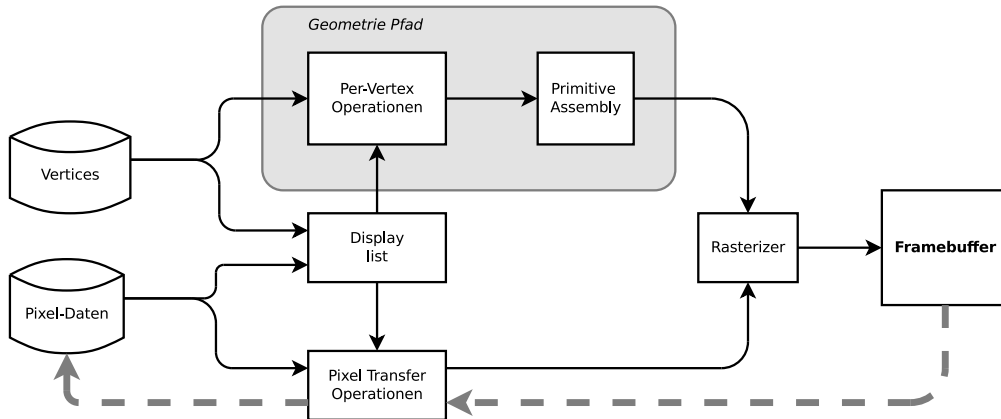 Geometrie Pfad
Per-Vertex
Operationen
Primitive
Assembly
Vertices
Display
list
Rasterizer
Framebuffer
Pixel-Daten
Pixel Transfer
Operationen